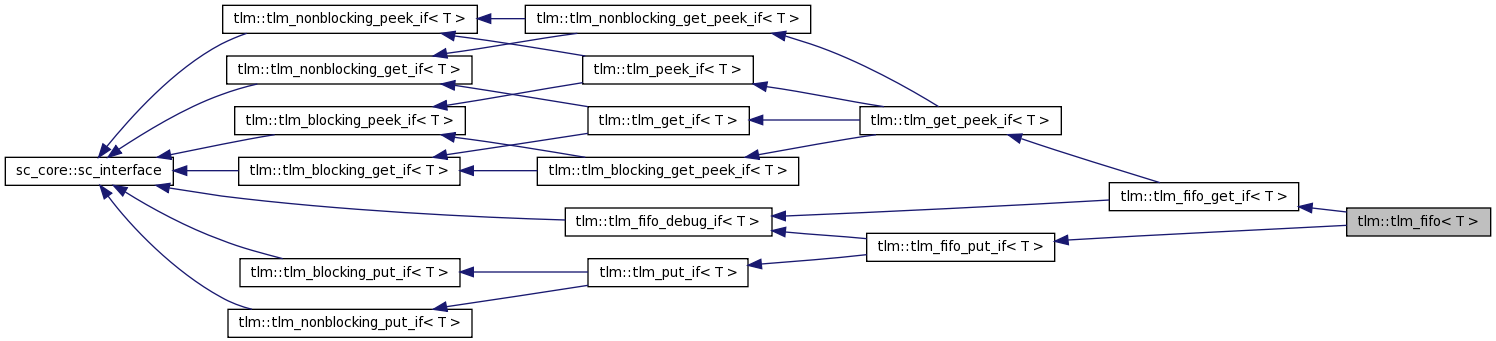 tlm::tlm_nonblocking_peek_if< T >
tlm::tlm_nonblocking_get_peek_if< T >
tlm::tlm_nonblocking_get_if< T >
tlm::tlm_peek_if< T >
tlm::tlm_blocking_peek_if< T >
tlm::tlm_get_if< T >
tlm::tlm_get_peek_if< T >
sc_core::sc_interface
tlm::tlm_blocking_get_if< T >
tlm::tlm_blocking_get_peek_if< T >
tlm::tlm_fifo_get_if< T >
tlm::tlm_fifo_debug_if< T >
tlm::tlm_fifo< T >
tlm::tlm_fifo_put_if< T >
tlm::tlm_blocking_put_if< T >
tlm::tlm_put_if< T >
tlm::tlm_nonblocking_put_if< T >